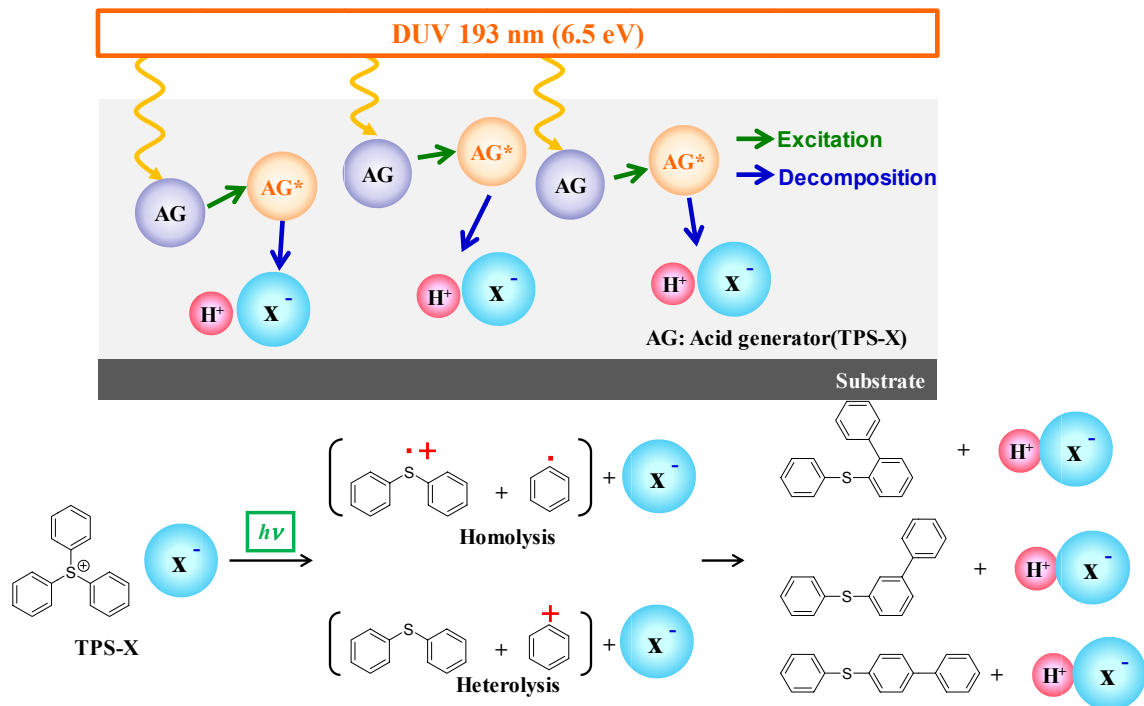 DUV 193 nm (6.5 eV)
AG
AG*
AG
AG*
AG
AG*
Excitation
Decomposition
H+
X -
H+
X -
H+
X -
AG: Acid generator(TPS-X)
Substrate
S
+
H+
X -
· +
S
+
·
+
X -
Homolysis
hν
S⊕
X -
TPS-X
S
+
H+
X -
S
+
+
+
X -
Heterolysis
S
+
H+
X -